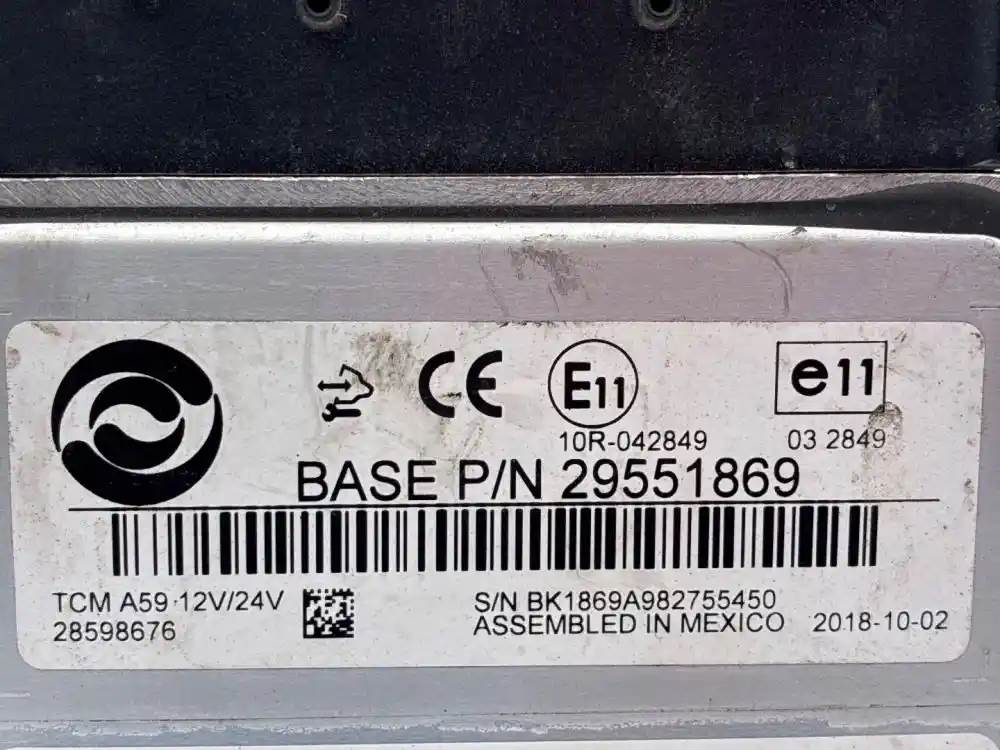 CE
E11
e11
10R-042849
03 2849
BASE P/N 29551869
TCM A59 12V/24V
28598676
S/N BK1869A982755450
ASSEMBLED IN MEXICO 2018-10-02